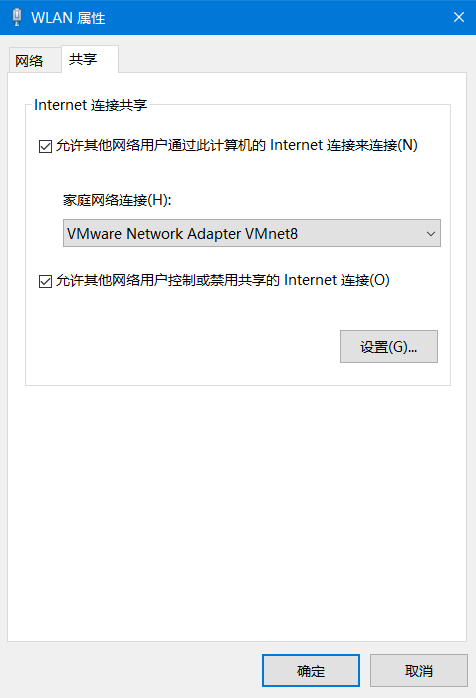 WLAN 属性
网络
共享
Internet 连接共享
允许其他网络用户通过此计算机的 Internet 连接来连接(N)
家庭网络连接(H):
VMware Network Adapter VMnet8
允许其他网络用户控制或禁用共享的 Internet 连接(O)
设置(G)...
确定
取消